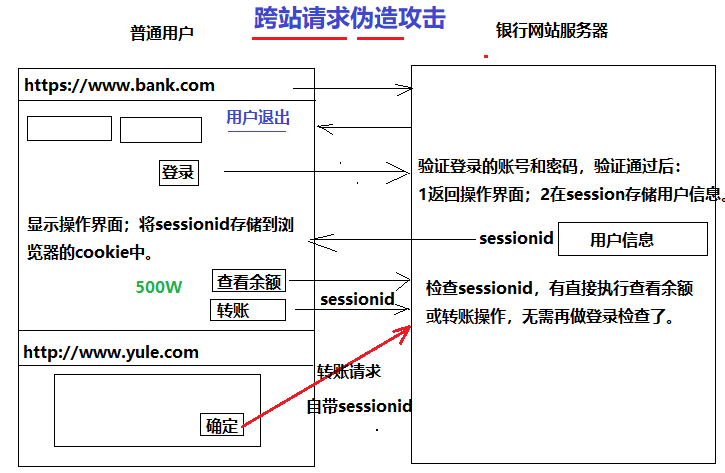 跨站请求伪造攻击
普通用户
银行网站服务器
https://www.bank.com
用户退出
登录
验证登录的账号和密码，验证通过后：
1返回操作界面；2在session存储用户信息。
显示操作界面；将sessionid存储到浏
览器的cookie中。
sessionid
用户信息
500W
查看余额
转账
sessionid
检查sessionid，有直接执行查看余额
或转账操作，无需再做登录检查了。
http://www.yule.com
转账请求
自带sessionid
确定